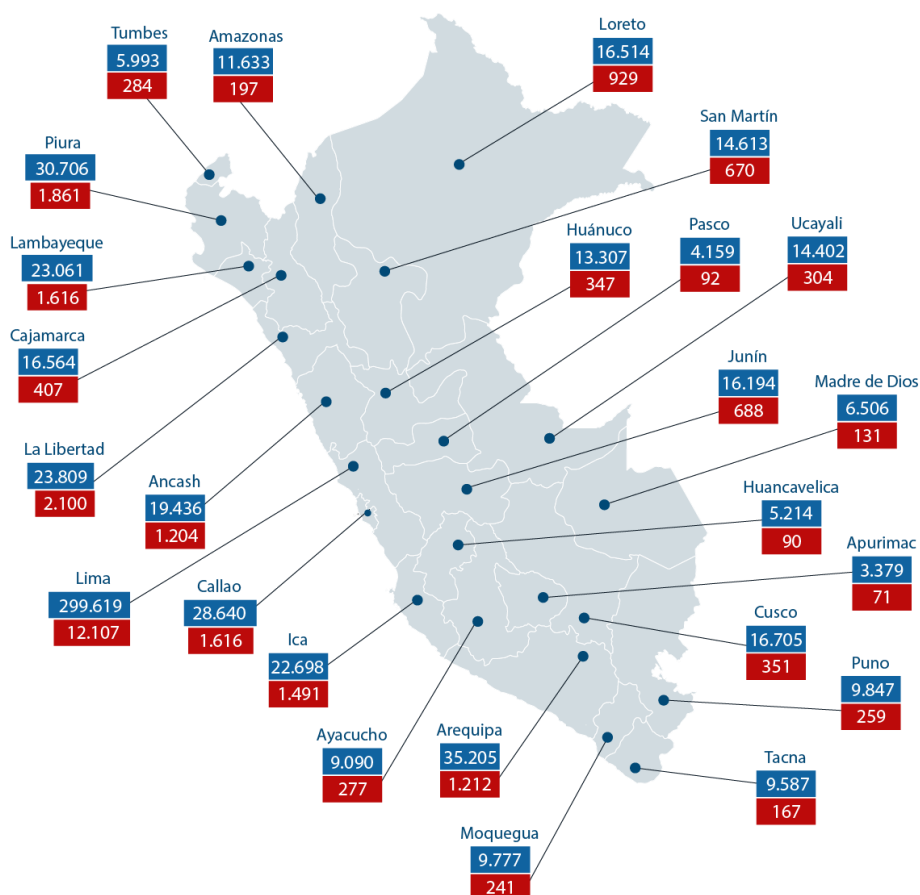 Tumbes
5.993
284
Amazonas
11.633
197
Loreto
16.514
929
San Martín
14.613
670
Piura
30.706
1.861
Lambayeque
23.061
1.616
Huánuco
13.307
347
Pasco
4.159
92
Ucayali
14.402
304
Cajamarca
16.564
407
Junín
16.194
688
Madre de Dios
6.506
131
La Libertad
23.809
2.100
Ancash
19.436
1.204
Huancavelica
5.214
90
Apurimac
3.379
71
Lima
299.619
12.107
Callao
28.640
1.616
Ica
22.698
1.491
Cusco
16.705
351
Puno
9.847
259
Ayacucho
9.090
277
Arequipa
35.205
1.212
Tacna
9.587
167
Moquegua
9.777
241